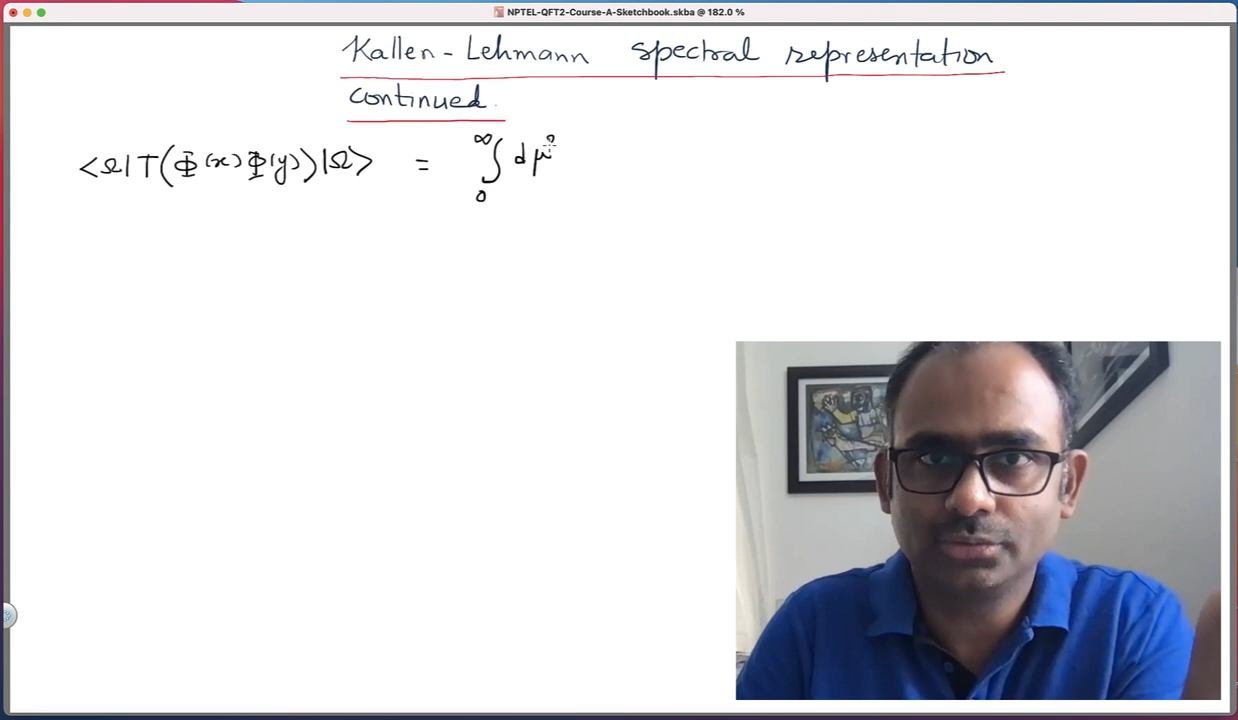 NPTEL-QFT2-Course-A-Sketchbook.skba @ 182.0 %
Kallen-Lehmann spectral representation
continued.
<Ω|T(Φ(x)Φ(y))|Ω> = ∫₀^∞ dμ²